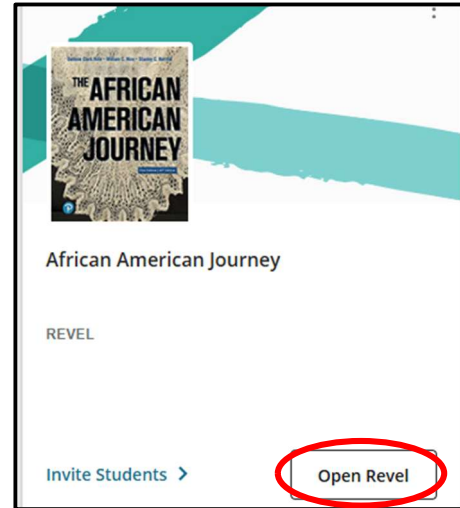 THE AFRICAN
AMERICAN
JOURNEY
African American Journey
REVEL
Invite Students >
Open Revel